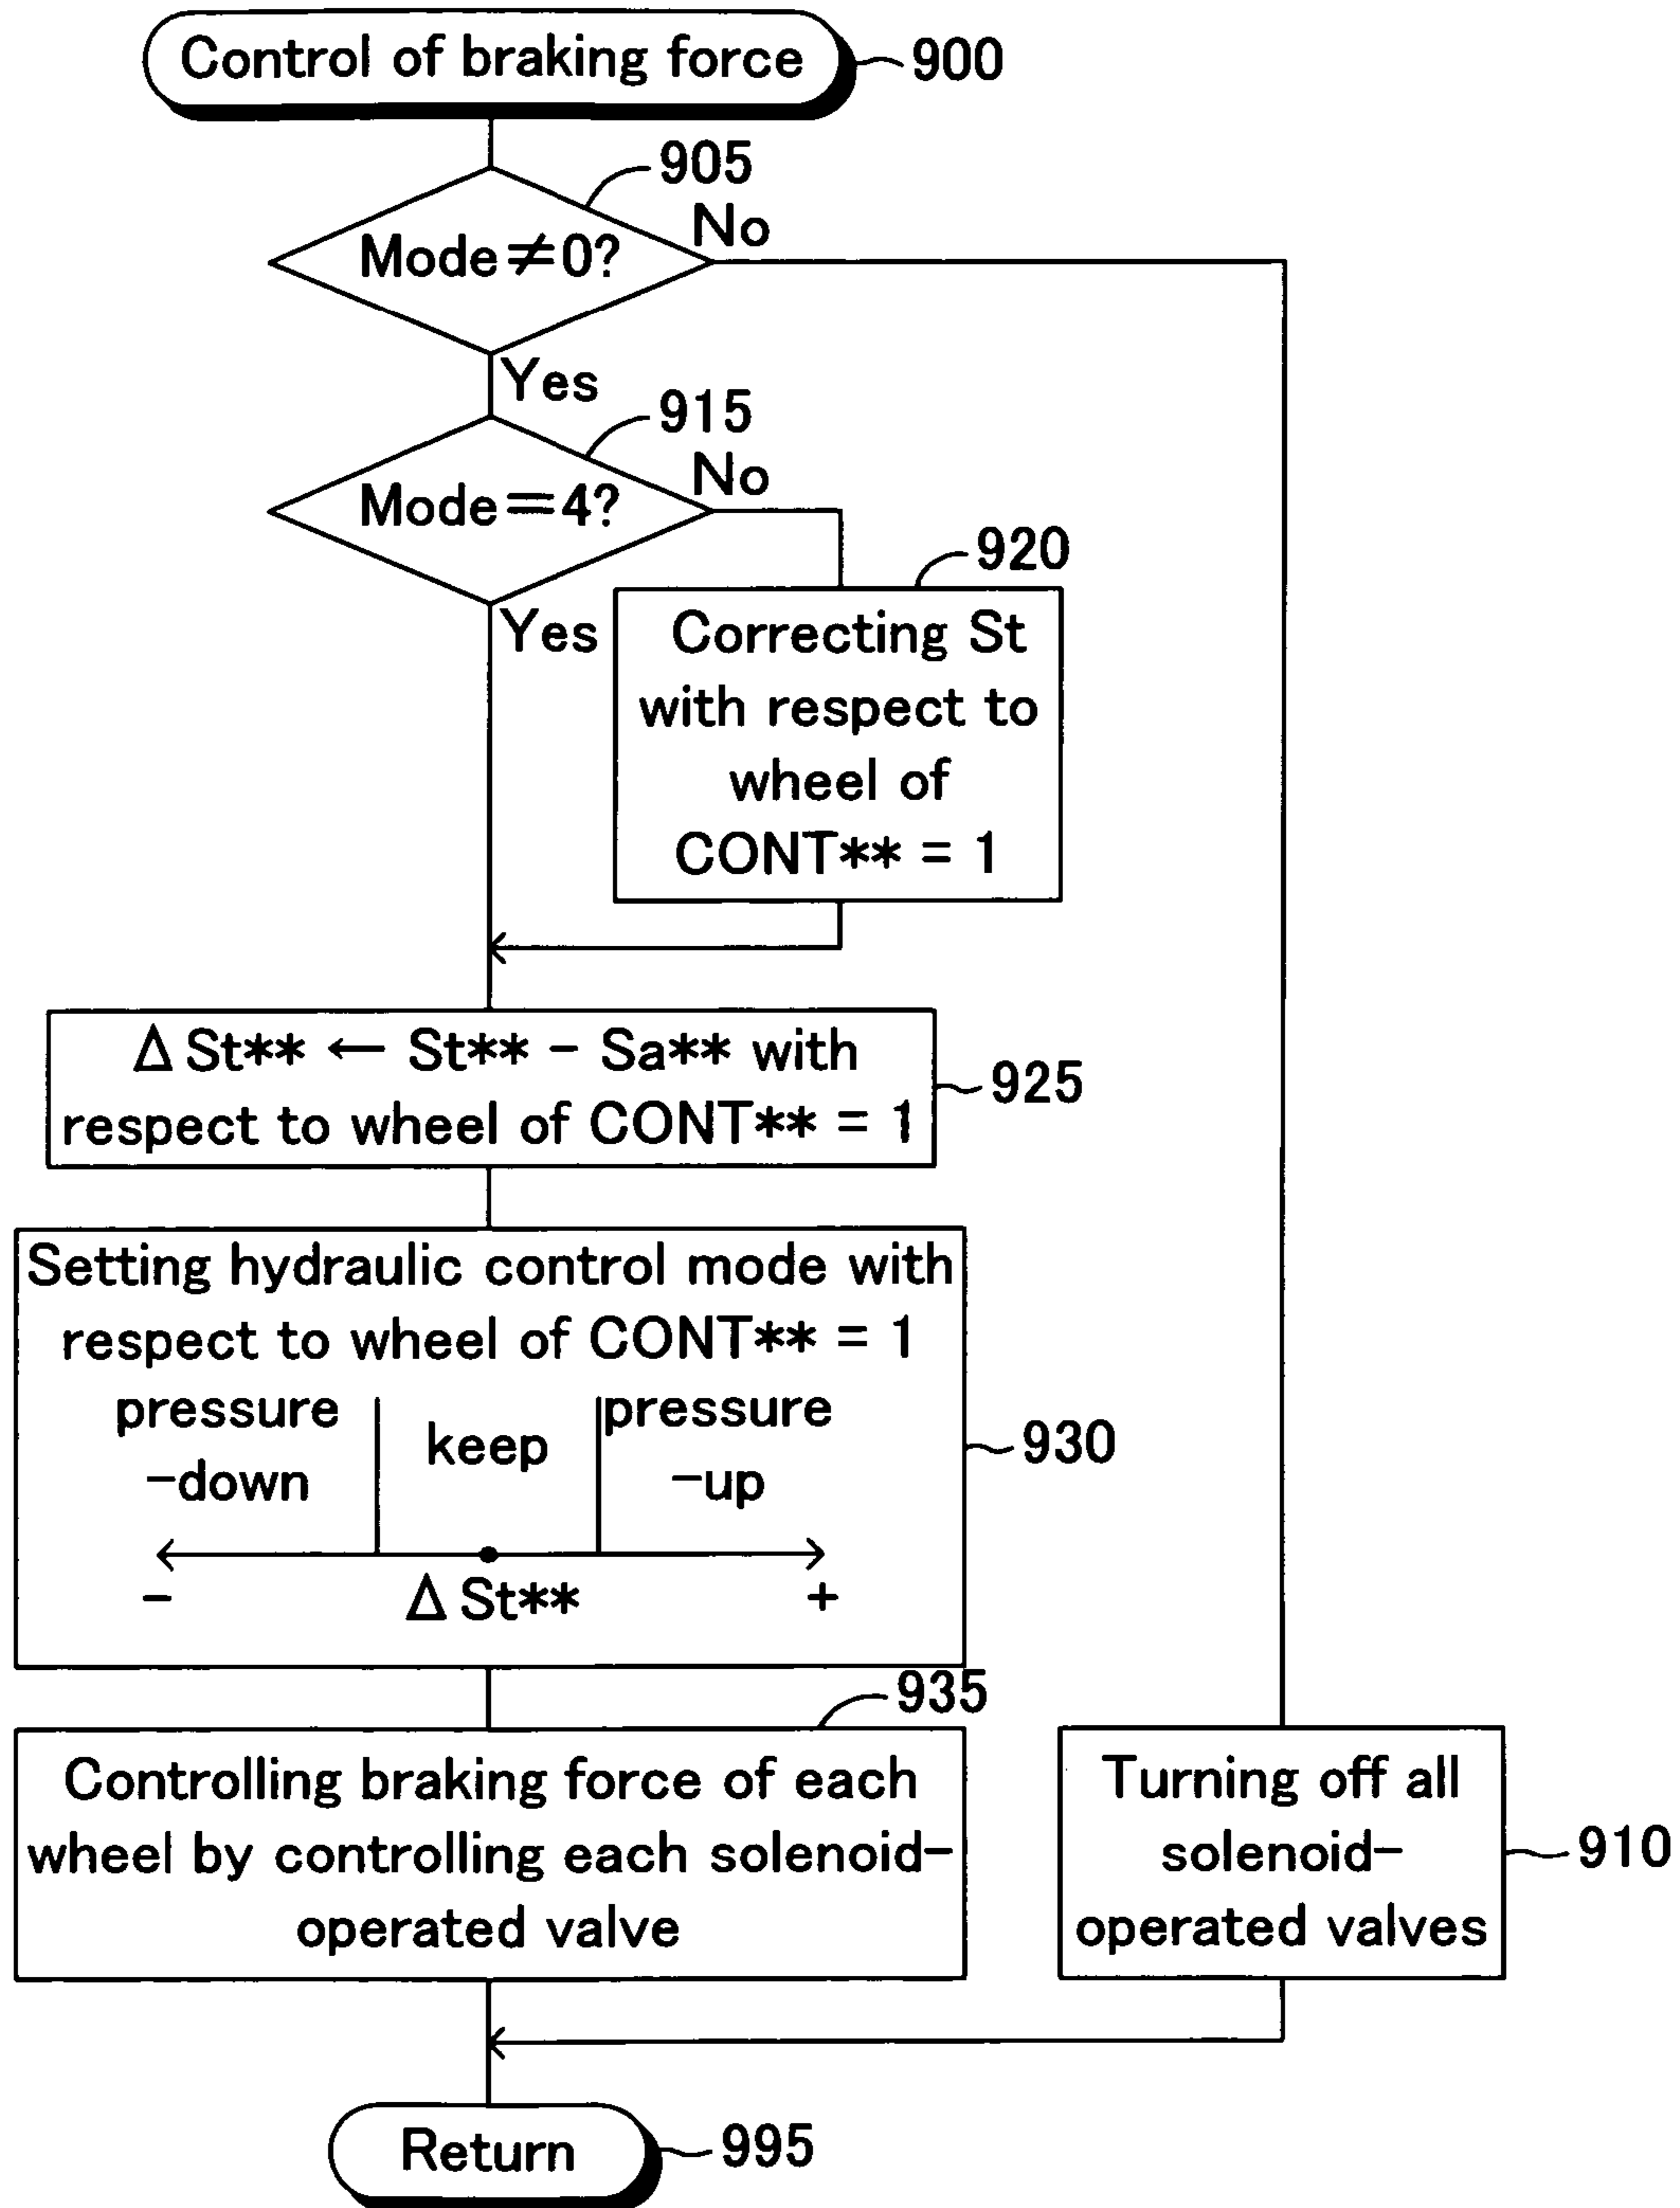 Control of braking force
900
905
Mode≠0?
No
Yes
915
Mode=4?
No
Yes
920
Correcting St
with respect to
wheel of
CONT** = 1
Δ St** ← St** - Sa** with
respect to wheel of CONT** = 1
925
Setting hydraulic control mode with
respect to wheel of CONT** = 1
pressure
-down
keep
pressure
-up
-
Δ St**
+
930
935
Controlling braking force of each
wheel by controlling each solenoid-
operated valve
Turning off all
solenoid-
operated valves
910
Return
995